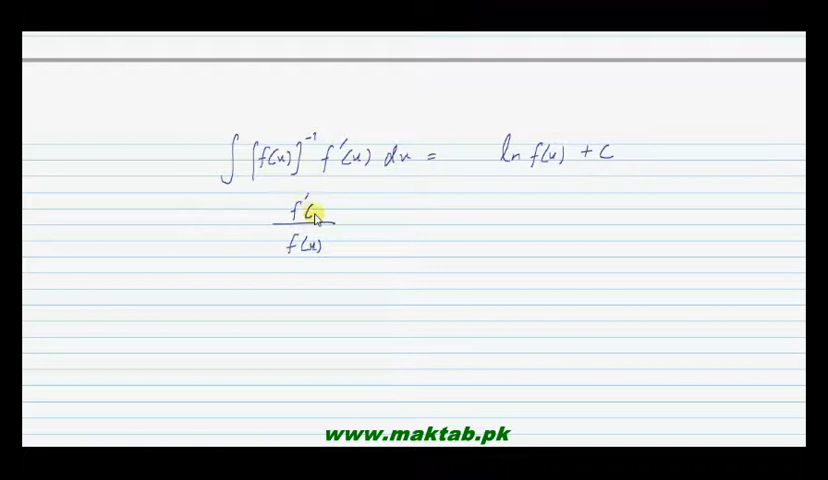 ∫ [f(x)]⁻¹ f'(x) dx = ln f(x) + C
f'(
f(x)
www.maktab.pk